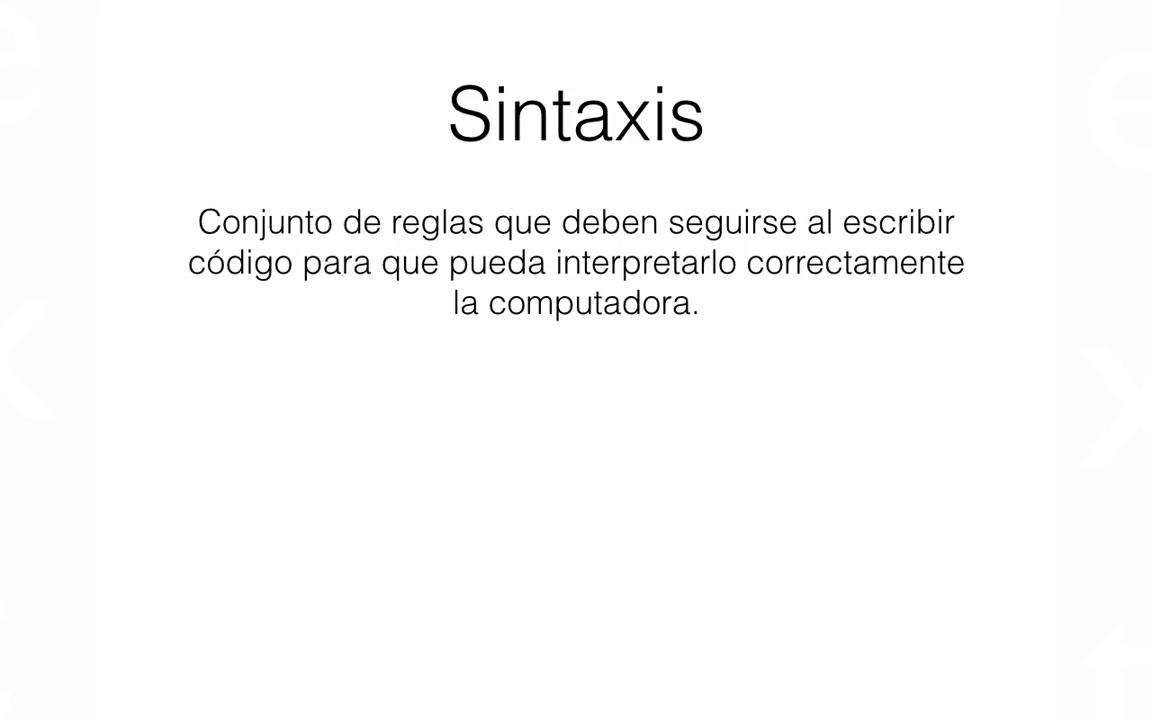 Sintaxis
Conjunto de reglas que deben seguirse al escribir
código para que pueda interpretarlo correctamente
la computadora.